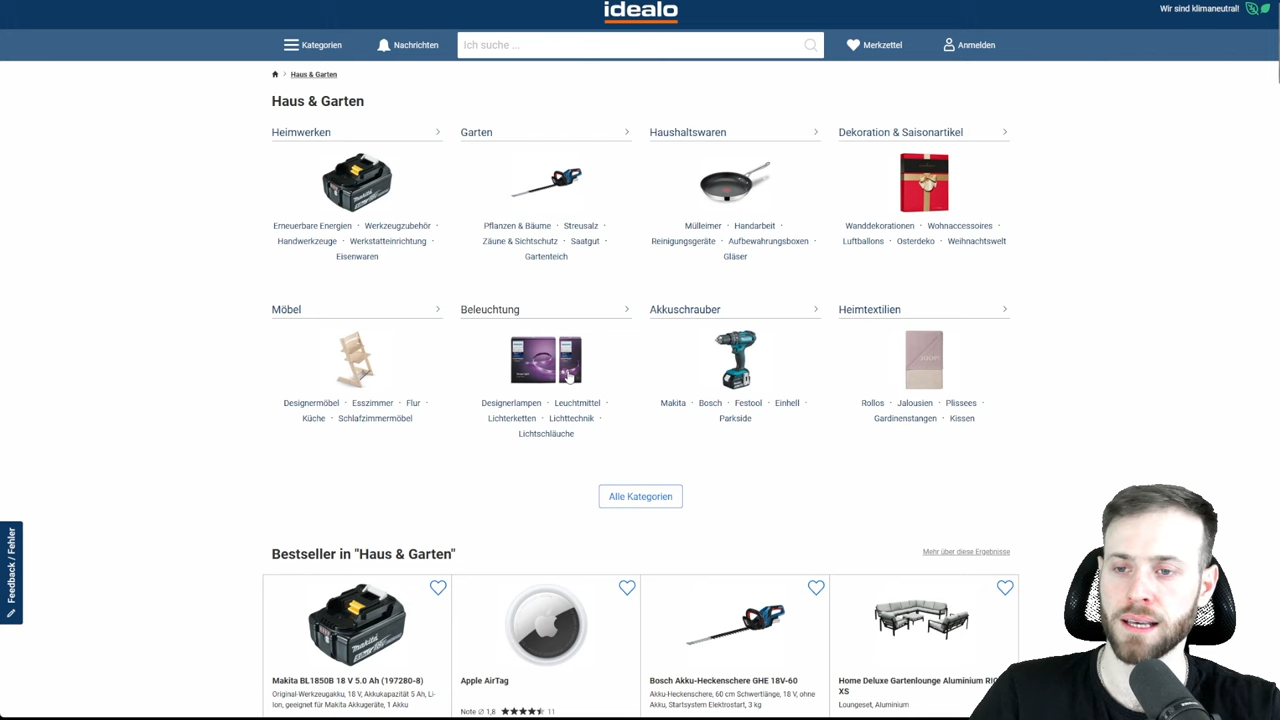 idealo
Wir sind klimaneutral!
Kategorien
Nachrichten
Ich suche ...
Merkzettel
Anmelden
Haus & Garten
Haus & Garten
Heimwerken
Garten
Haushaltswaren
Dekoration & Saisonartikel
Erneuerbare Energien · Werkzeugzubehör ·
Handwerkzeuge · Werkstatteinrichtung ·
Eisenwaren
Pflanzen & Bäume · Streusalz ·
Zäune & Sichtschutz · Saatgut ·
Gartenteich
Mülleimer · Handarbeit ·
Reinigungsgeräte · Aufbewahrungsboxen ·
Gläser
Wanddekorationen · Wohnaccessoires ·
Luftballons · Osterdeko · Weihnachtswelt
Möbel
Beleuchtung
Akkuschrauber
Heimtextilien
JOOP!
Designermöbel · Esszimmer · Flur ·
Küche · Schlafzimmermöbel
Designerlampen · Leuchtmittel ·
Lichterketten · Lichttechnik ·
Lichtschläuche
Makita · Bosch · Festool · Einhell ·
Parkside
Rollos · Jalousien · Plissees ·
Gardinenstangen · Kissen
Alle Kategorien
Feedback / Fehler
Bestseller in "Haus & Garten"
Mehr über diese Ergebnisse
makita
Makita BL1850B 18 V 5.0 Ah (197280-8)
Original-Werkzeugakku, 18 V, Akkukapazität 5 Ah, Li-
Ion, geeignet für Makita Akkugeräte, 1 Akku
Apple AirTag
Note Ø 1,8 ★★★★ 11
Bosch Akku-Heckenschere GHE 18V-60
Akku-Heckenschere, 60 cm Schwertlänge, 18 V, ohne
Akku, Startsystem Elektrostart, 3 kg
Home Deluxe Gartenlounge Aluminium
XS
Loungeset, Aluminium